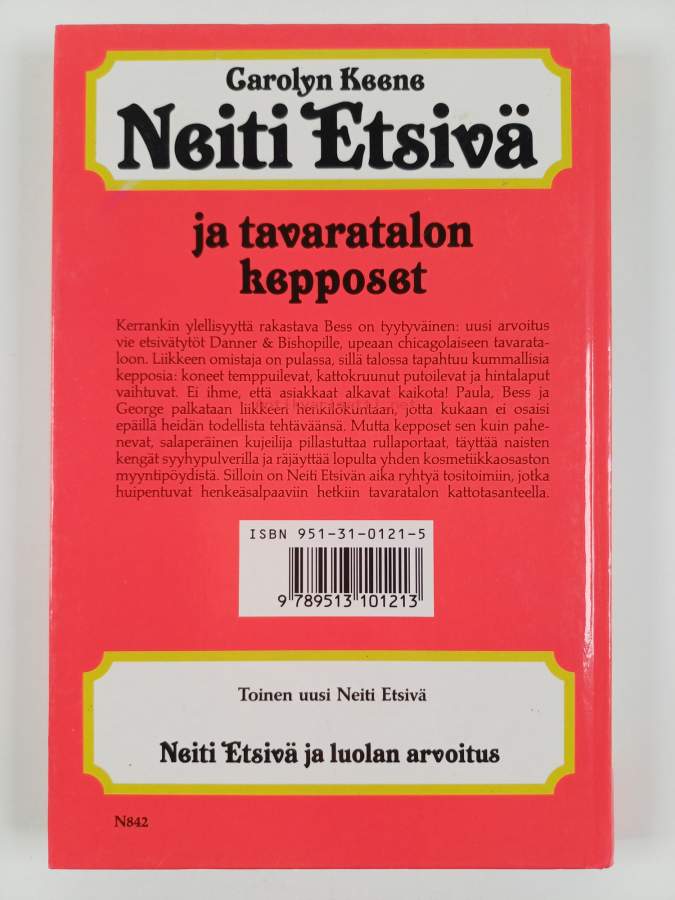 Carolyn Keene
Neiti Etsivä
ja tavaratalon
kepposet
Kerrankin ylellisyyttä rakastava Bess on tyytyväinen: uusi arvoitus
vie etsivätytöt Danner & Bishopille, upeaan chicagolaiseen tavarata-
loon. Liikkeen omistaja on pulassa, sillä talossa tapahtuu kummallisia
kepposia: koneet temppuilevat, kattokruunut putoilevat ja hintalaput
vaihtuvat. Ei ihme, että asiakkaat alkavat kaikota! Paula, Bess ja
George palkataan liikkeen henkilökuntaan, jotta kukaan ei osaisi
epäillä heidän todellista tehtäväänsä. Mutta kepposet sen kuin pahe-
nevat, salaperäinen kujeilija pillastuttaa rullaportaat, täyttää naisten
kengät syyhypulverilla ja räjäyttää lopulta yhden kosmetiikkaosaston
myyntipöydistä. Silloin on Neiti Etsivän aika ryhtyä tositoimiin, jotka
huipentuvat henkeäsalpaaviin hetkiin tavaratalon kattotasanteella.
ISBN 951-31-0121-5
9 789513 101213
Toinen uusi Neiti Etsivä
Neiti Etsivä ja luolan arvoitus
N842